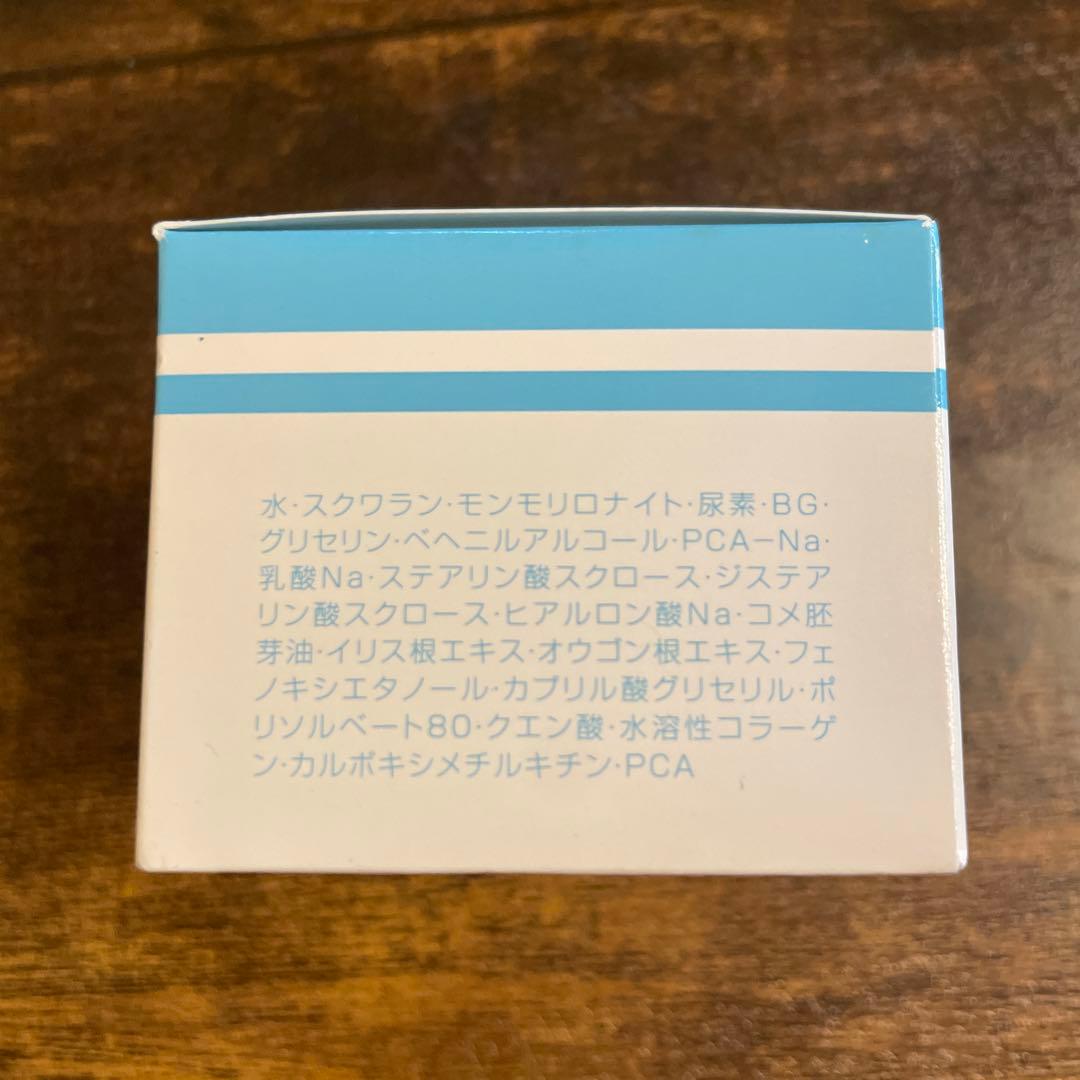 水・スクワラン・モンモリロナイト・尿素・BG・
グリセリン・ベヘニルアルコール・PCA－Na・
乳酸Na・ステアリン酸スクロース・ジステア
リン酸スクロース・ヒアルロン酸Na・コメ胚
芽油・イリス根エキス・オウゴン根エキス・フェ
ノキシエタノール・カプリル酸グリセリル・ポ
リソルベート80・クエン酸・水溶性コラーゲ
ン・カルボキシメチルキチン・PCA